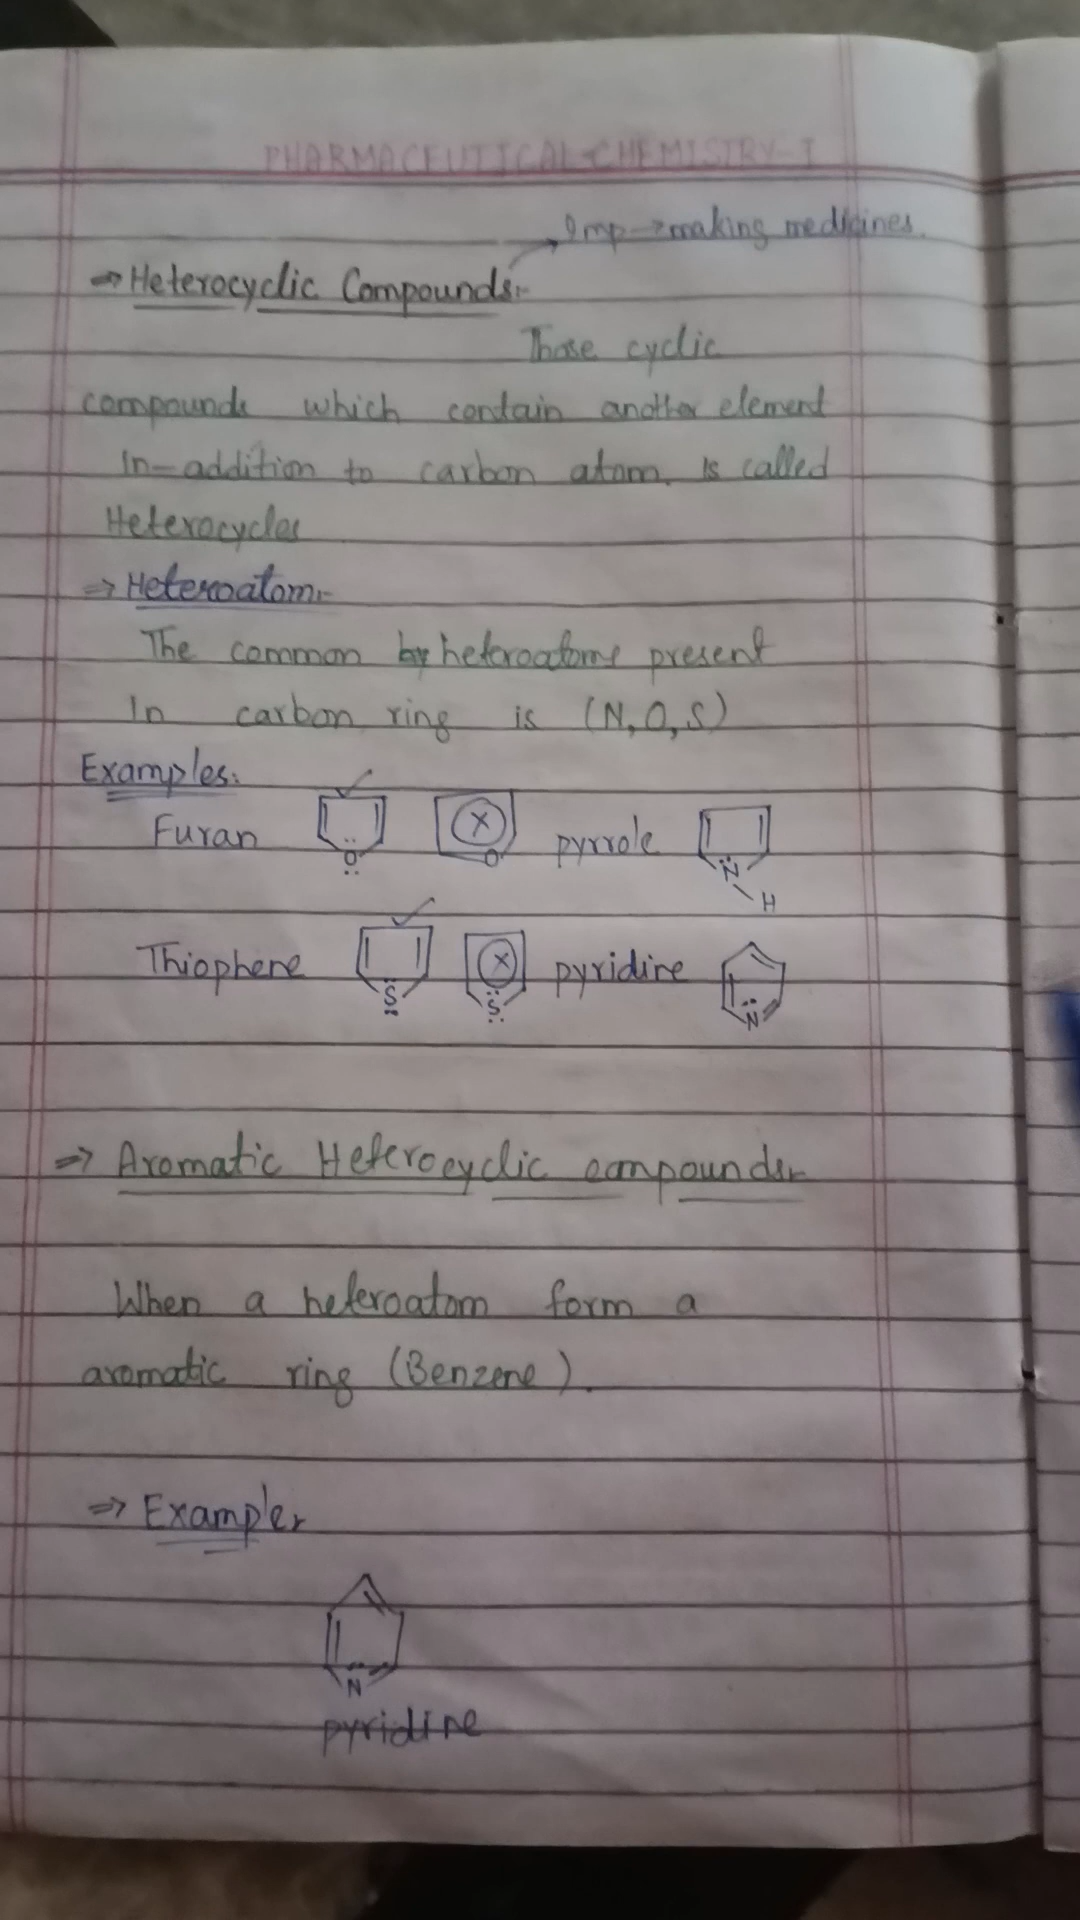 PHARMACEUTICAL CHEMISTRY-I
Imp→making medicines.
⇒ Heterocyclic Compounds:-
Those cyclic
compounds which contain another element
In-addition to carbon atom. Is called
Heterocycles
⇒ Heteroatom:-
The common heteroatoms present
In carbon ring is (N, O, S)
Examples:
Furan O O pyrrole N H
Thiophene S S pyridine N
⇒ Aromatic Heterocyclic compounds:-
When a heteroatom form a
aromatic ring (Benzene).
⇒ Example:
N
pyridine